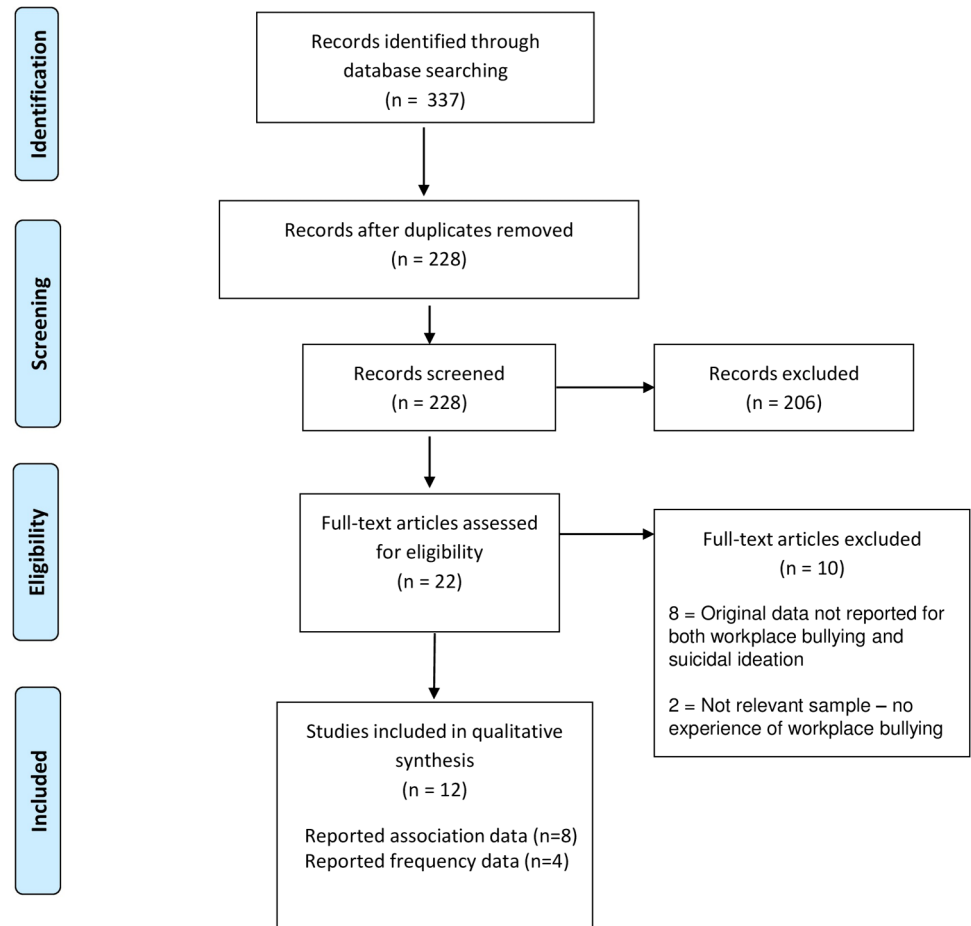 Identification
Records identified through
database searching
(n =  337)
Screening
Records after duplicates removed
(n = 228)
Records screened
(n = 228)
Records excluded
(n = 206)
Eligibility
Full-text articles assessed
for eligibility
(n = 22)
Full-text articles excluded
(n = 10)
8 = Original data not reported for
both workplace bullying and
suicidal ideation
2 = Not relevant sample – no
experience of workplace bullying
Included
Studies included in qualitative
synthesis
(n = 12)
Reported association data (n=8)
Reported frequency data (n=4)